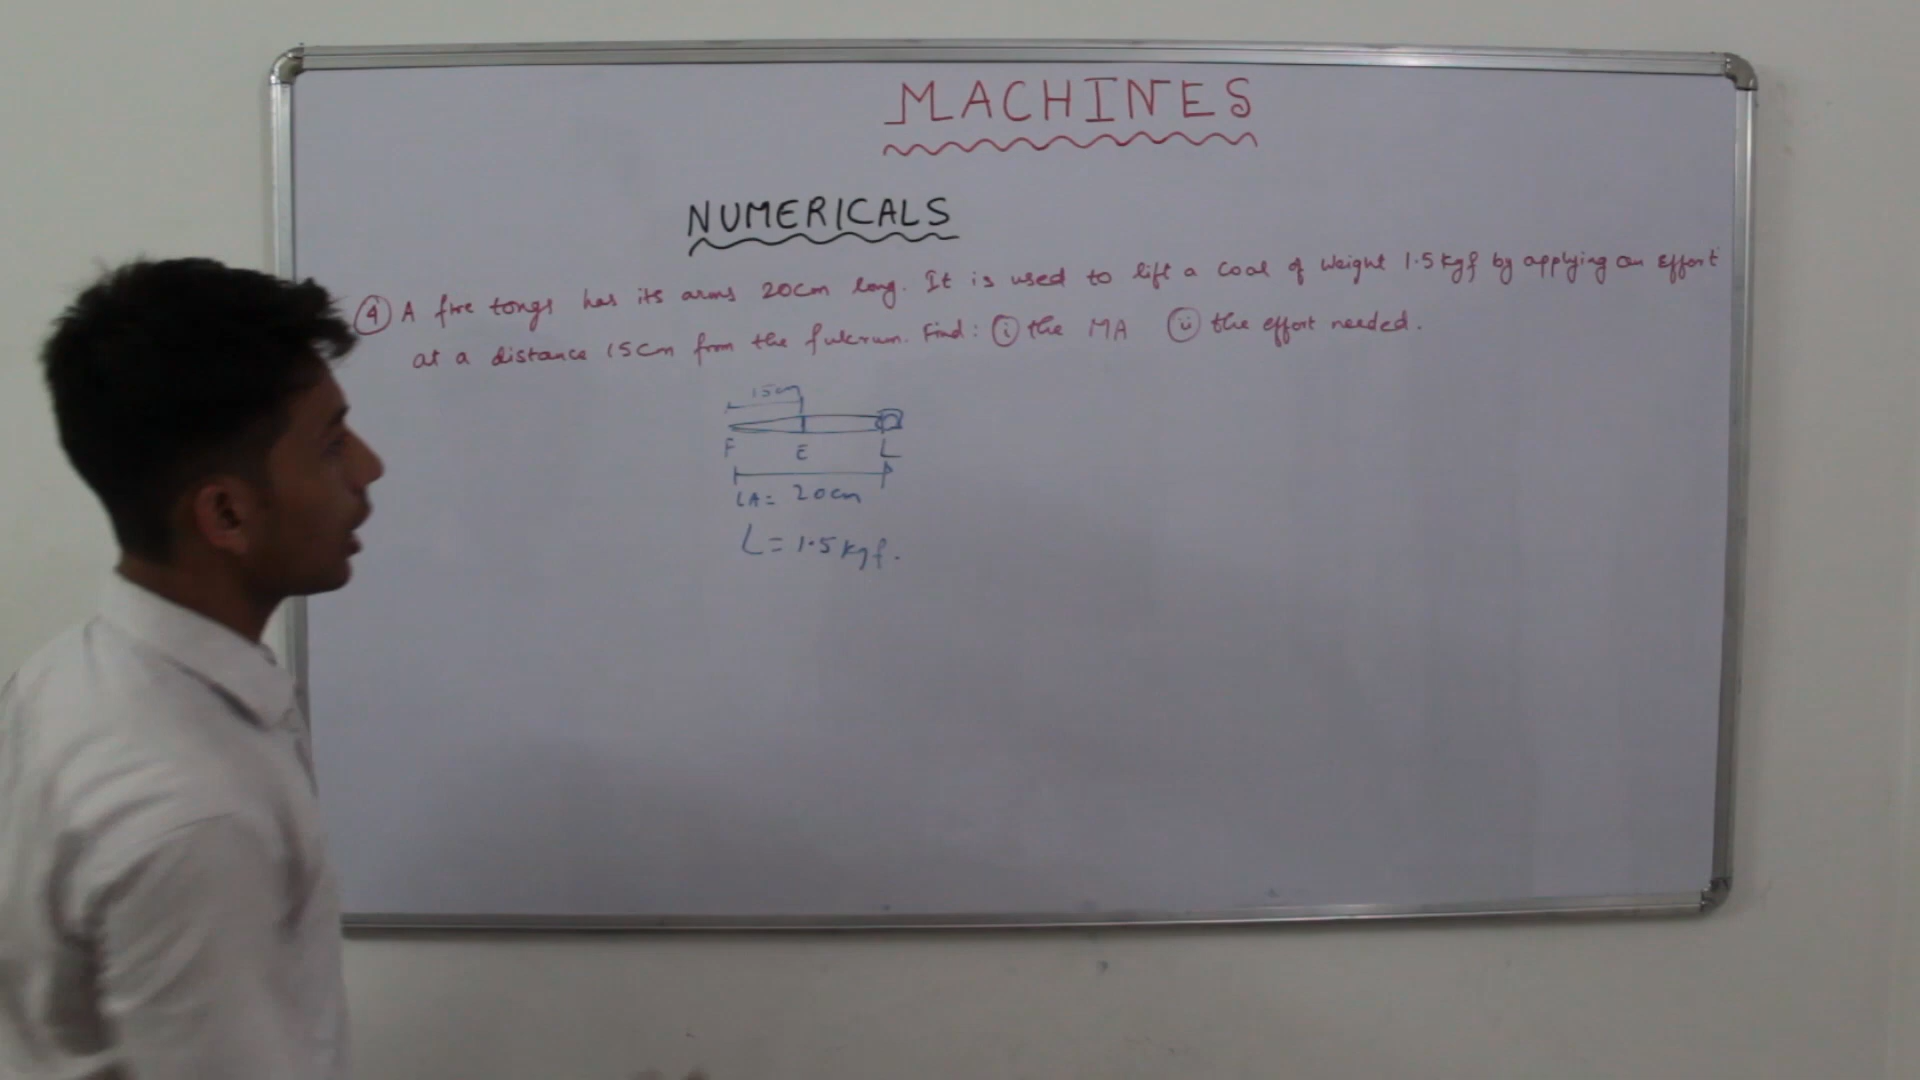 MACHINES
NUMERICALS
④ A fire tongs has its arms 20cm long. It is used to lift a coal of weight 1.5 kgf by applying an effort
at a distance 15cm from the fulcrum. Find: ⓘ the MA ⓘⓘ the effort needed.
15cm
F E L
LA = 20cm
L = 1.5 kgf.